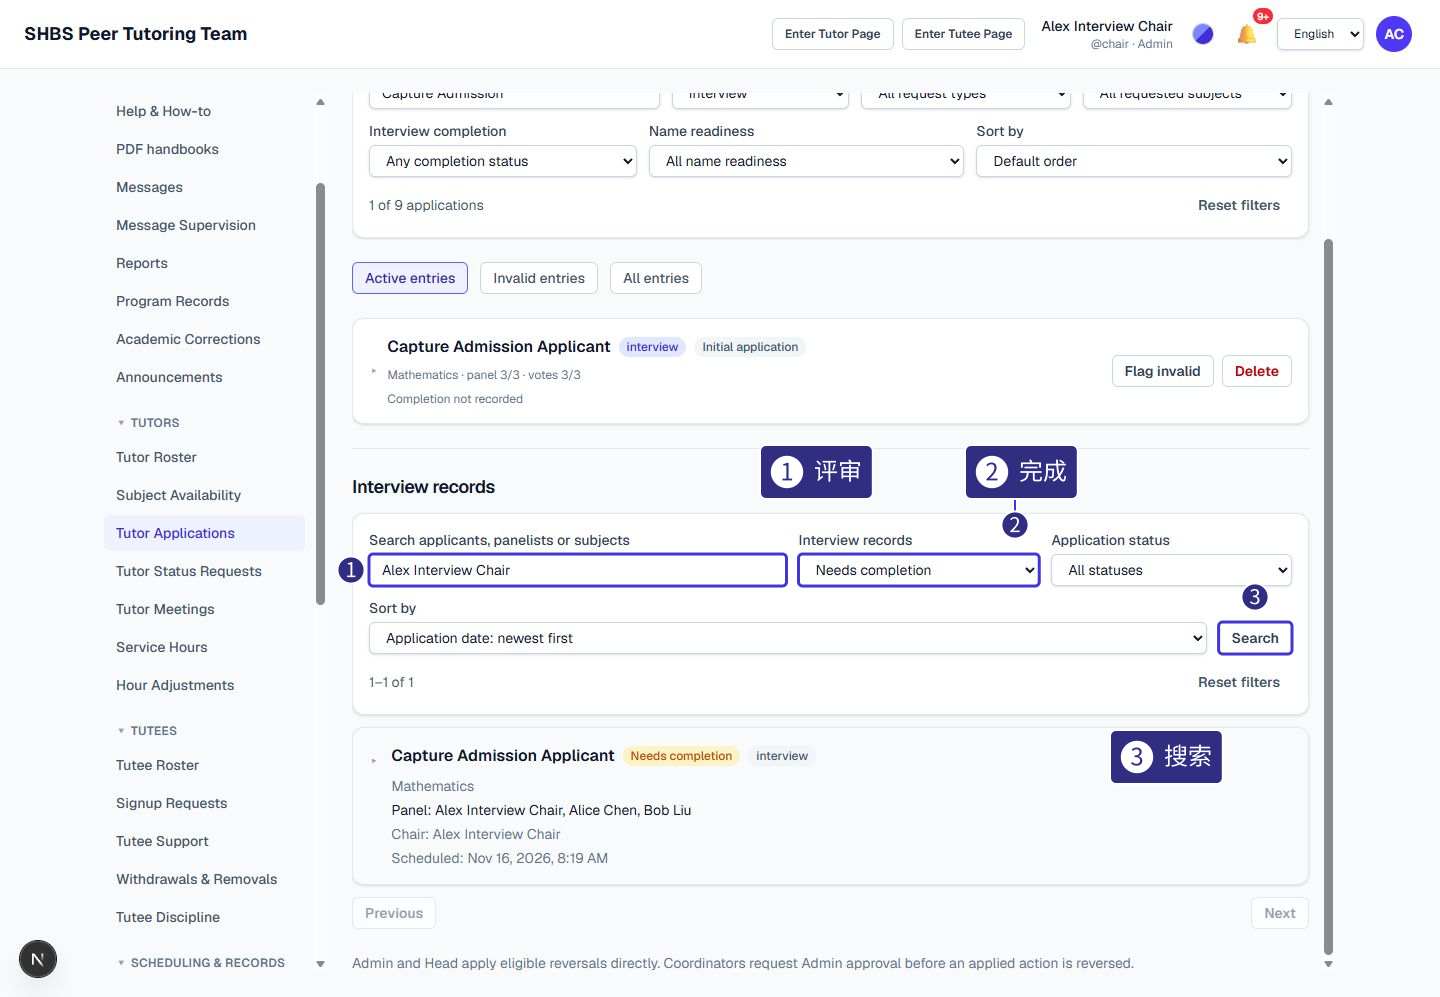 SHBS Peer Tutoring Team
Enter Tutor Page
Enter Tutee Page
Alex Interview Chair
@chair · Admin
9+
English
AC
Help & How-to
PDF handbooks
Messages
Message Supervision
Reports
Program Records
Academic Corrections
Announcements
TUTORS
Tutor Roster
Subject Availability
Tutor Applications
Tutor Status Requests
Tutor Meetings
Service Hours
Hour Adjustments
TUTEES
Tutee Roster
Signup Requests
Tutee Support
Withdrawals & Removals
Tutee Discipline
SCHEDULING & RECORDS
N
Capture Admission
Interview
All request types
All requested subjects
Interview completion
Name readiness
Sort by
Any completion status
All name readiness
Default order
1 of 9 applications
Reset filters
Active entries
Invalid entries
All entries
Capture Admission Applicant
interview
Initial application
Mathematics · panel 3/3 · votes 3/3
Completion not recorded
Flag invalid
Delete
1 评审
2 完成
Interview records
2
Search applicants, panelists or subjects
Interview records
Application status
1
Alex Interview Chair
Needs completion
All statuses
3
Sort by
Application date: newest first
Search
1–1 of 1
Reset filters
Capture Admission Applicant
Needs completion
interview
3 搜索
Mathematics
Panel: Alex Interview Chair, Alice Chen, Bob Liu
Chair: Alex Interview Chair
Scheduled: Nov 16, 2026, 8:19 AM
Previous
Next
Admin and Head apply eligible reversals directly. Coordinators request Admin approval before an applied action is reversed.